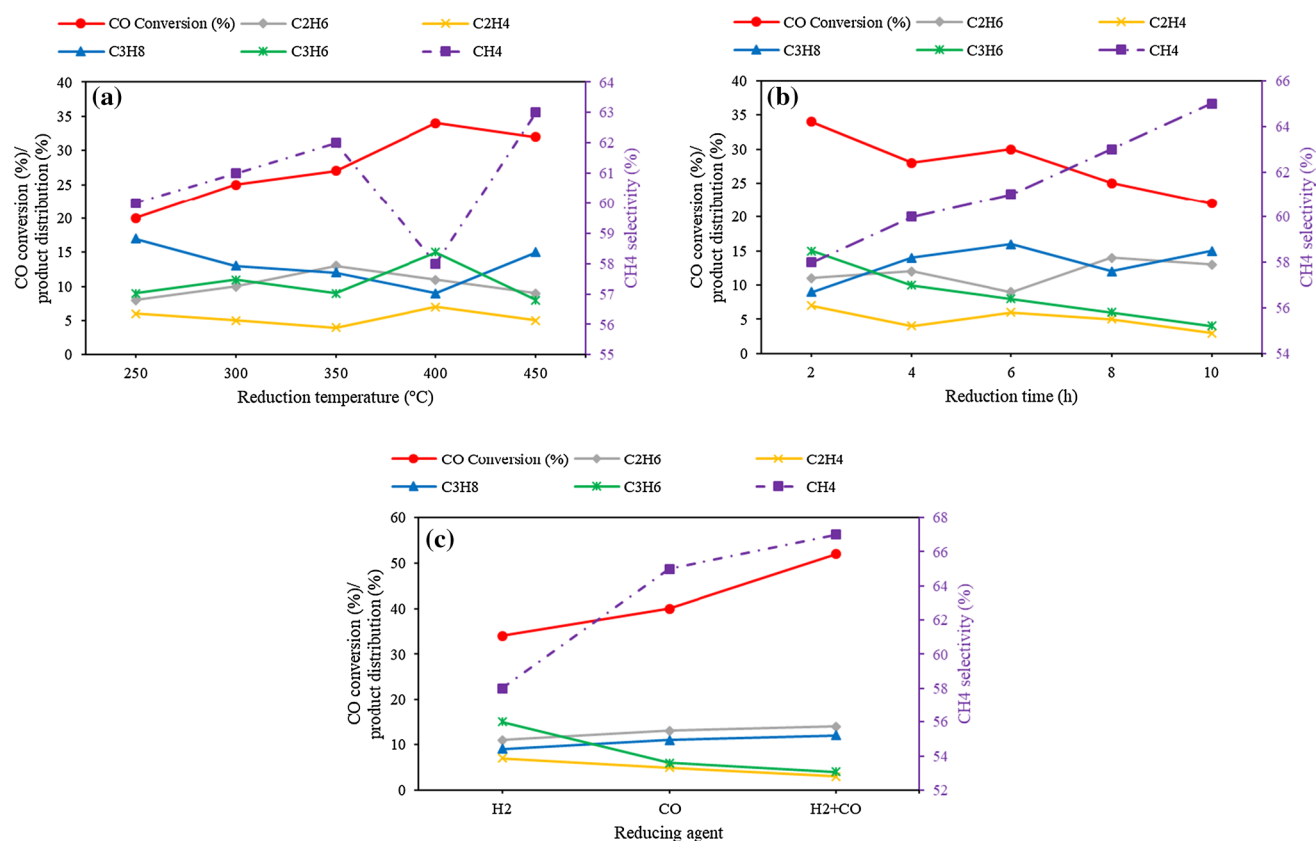 CO Conversion (%) C2H6 C2H4
C3H8 C3H6 CH4
(a)
CO conversion (%)/
product distribution (%)
40
35
30
25
20
15
10
5
0
64
63
62
61
60
59
58
57
56
55
CH4 selectivity (%)
250 300 350 400 450
Reduction temperature (°C)
CO Conversion (%) C2H6 C2H4
C3H8 C3H6 CH4
(b)
CO conversion (%)/
product distribution (%)
40
35
30
25
20
15
10
5
0
66
64
62
60
58
56
54
CH4 selectivity (%)
2 4 6 8 10
Reduction time (h)
CO Conversion (%) C2H6 C2H4
C3H8 C3H6 CH4
(c)
CO conversion (%)/
product distribution (%)
60
50
40
30
20
10
0
68
66
64
62
60
58
56
54
52
CH4 selectivity (%)
H2 CO H2+CO
Reducing agent